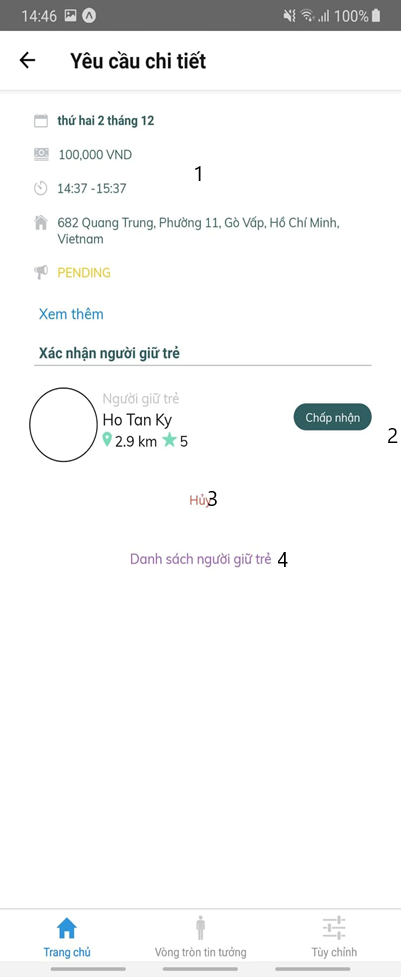 14:46 100%
Yêu cầu chi tiết
thứ hai 2 tháng 12
100,000 VND
1
14:37 -15:37
682 Quang Trung, Phường 11, Gò Vấp, Hồ Chí Minh,
Vietnam
PENDING
Xem thêm
Xác nhận người giữ trẻ
Người giữ trẻ
Ho Tan Ky
Chấp nhận
2.9 km 5
2
Hủy 3
Danh sách người giữ trẻ 4
Trang chủ Vòng tròn tin tưởng Tùy chỉnh